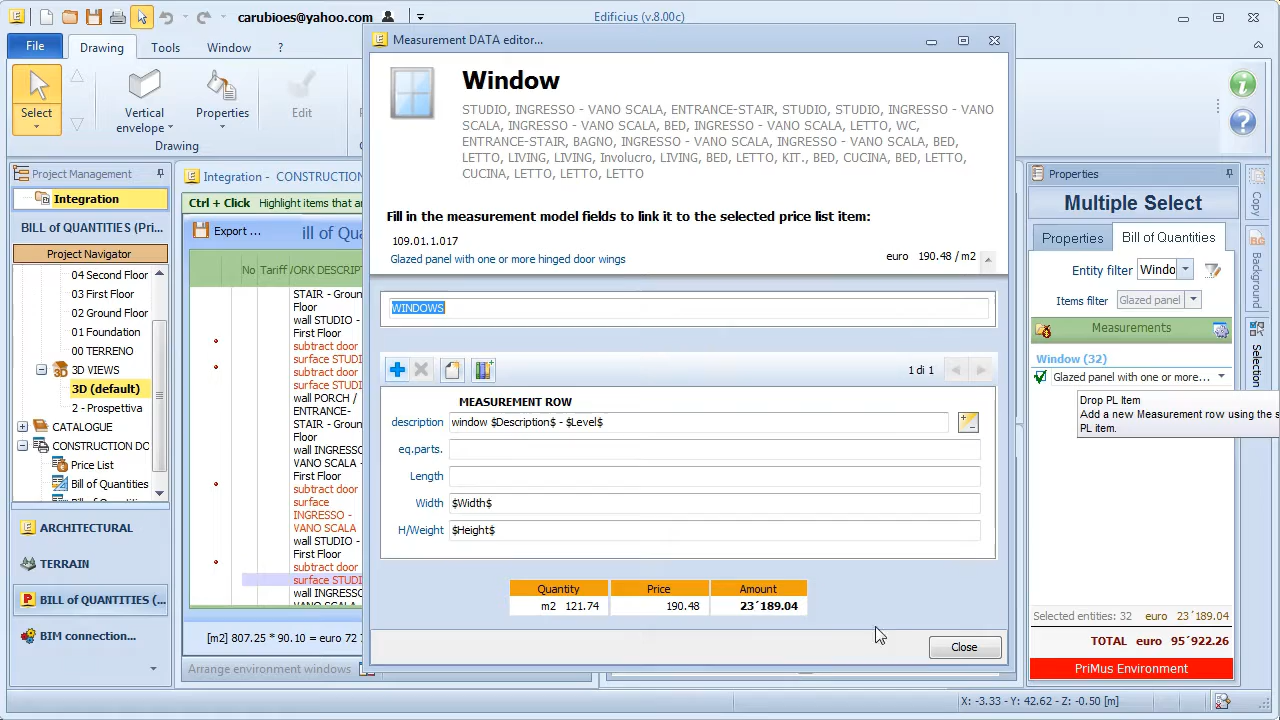 carubioes@yahoo.com
Edificius (v.8.00c)
File
Drawing
Tools
Window
?
Select
Vertical
envelope
Properties
Edit
Drawing
Project Management
Integration
BILL of QUANTITIES (Pri...
Project Navigator
04 Second Floor
03 First Floor
02 Ground Floor
01 Foundation
00 TERRENO
3D VIEWS
3D (default)
2 - Prospettiva
CATALOGUE
CONSTRUCTION DO
Price List
Bill of Quantities
ARCHITECTURAL
TERRAIN
BILL of QUANTITIES (...
BIM connection...
Integration - CONSTRUCTION
Ctrl + Click Highlight items that a
Export ...
ill of Qua
No Tariff /ORK DESCRIPT
STAIR - Ground
Floor
wall STUDIO -
First Floor
subtract door
surface STUDI
subtract door
surface STUDI
wall PORCH /
ENTRANCE-
STAIR - Ground
Floor
wall INGRESSO
VANO SCALA -
First Floor
subtract door
surface
INGRESSO -
VANO SCALA
wall STUDIO -
First Floor
subtract door
surface STUDI
wall INGRESSO
[m2] 807.25 * 90.10 = euro 72
Arrange environment windows
Measurement DATA editor...
Window
STUDIO, INGRESSO - VANO SCALA, ENTRANCE-STAIR, STUDIO, STUDIO, INGRESSO - VANO
SCALA, INGRESSO - VANO SCALA, BED, INGRESSO - VANO SCALA, LETTO, WC,
ENTRANCE-STAIR, BAGNO, INGRESSO - VANO SCALA, INGRESSO - VANO SCALA, BED,
LETTO, LIVING, LIVING, Involucro, LIVING, BED, LETTO, KIT., BED, CUCINA, BED, LETTO,
CUCINA, LETTO, LETTO, LETTO
Fill in the measurement model fields to link it to the selected price list item:
109.01.1.017
Glazed panel with one or more hinged door wings
euro 190.48 / m2
WINDOWS
1 di 1
MEASUREMENT ROW
description window $Description$ - $Level$
eq.parts.
Length
Width $Width$
H/Weight $Height$
Quantity Price Amount
m2 121.74 190.48 23´189.04
Close
Properties
Multiple Select
Properties
Bill of Quantities
Entity filter Windo
Items filter Glazed panel
Measurements
Window (32)
Glazed panel with one or more...
Drop PL Item
Add a new Measurement row using the s
PL item.
Selected entities: 32 euro 23´189.04
TOTAL euro 95´922.26
PriMus Environment
Copy
Background
Selection
X: -3.33 - Y: 42.62 - Z: -0.50 [m]